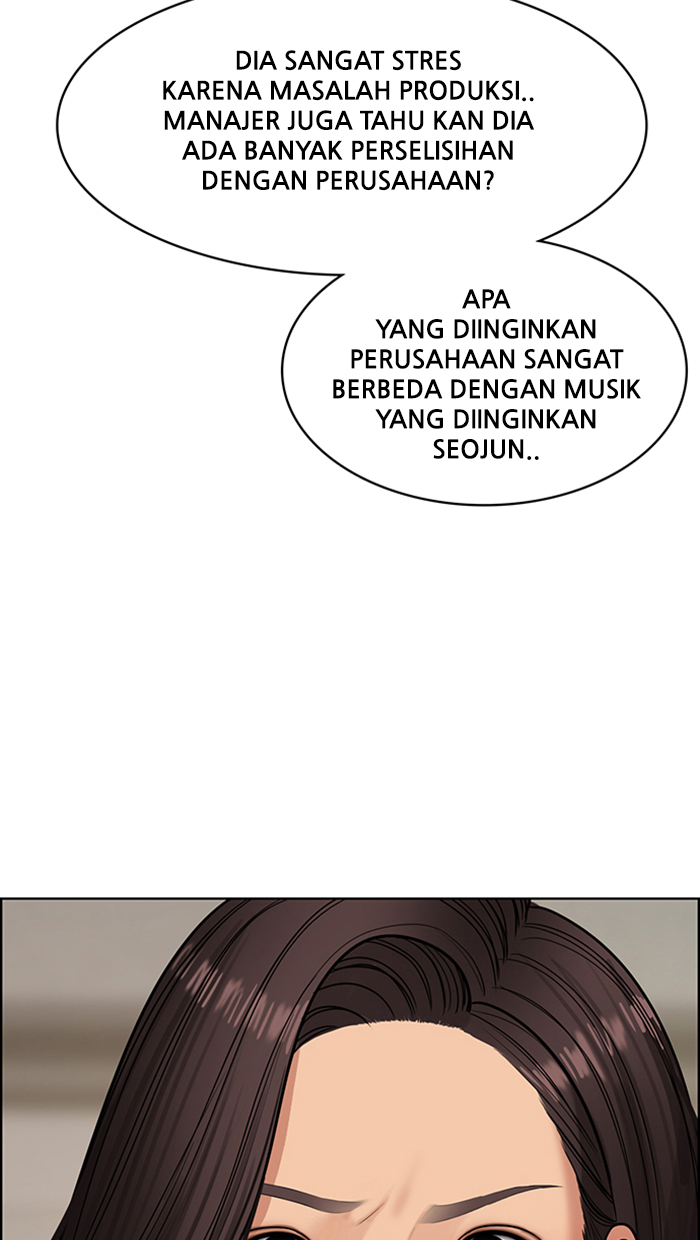 DIA SANGAT STRES
KARENA MASALAH PRODUKSI..
MANAJER JUGA TAHU KAN DIA
ADA BANYAK PERSELISIHAN
DENGAN PERUSAHAAN?
APA
YANG DIINGINKAN
PERUSAHAAN SANGAT
BERBEDA DENGAN MUSIK
YANG DIINGINKAN
SEOJUN..